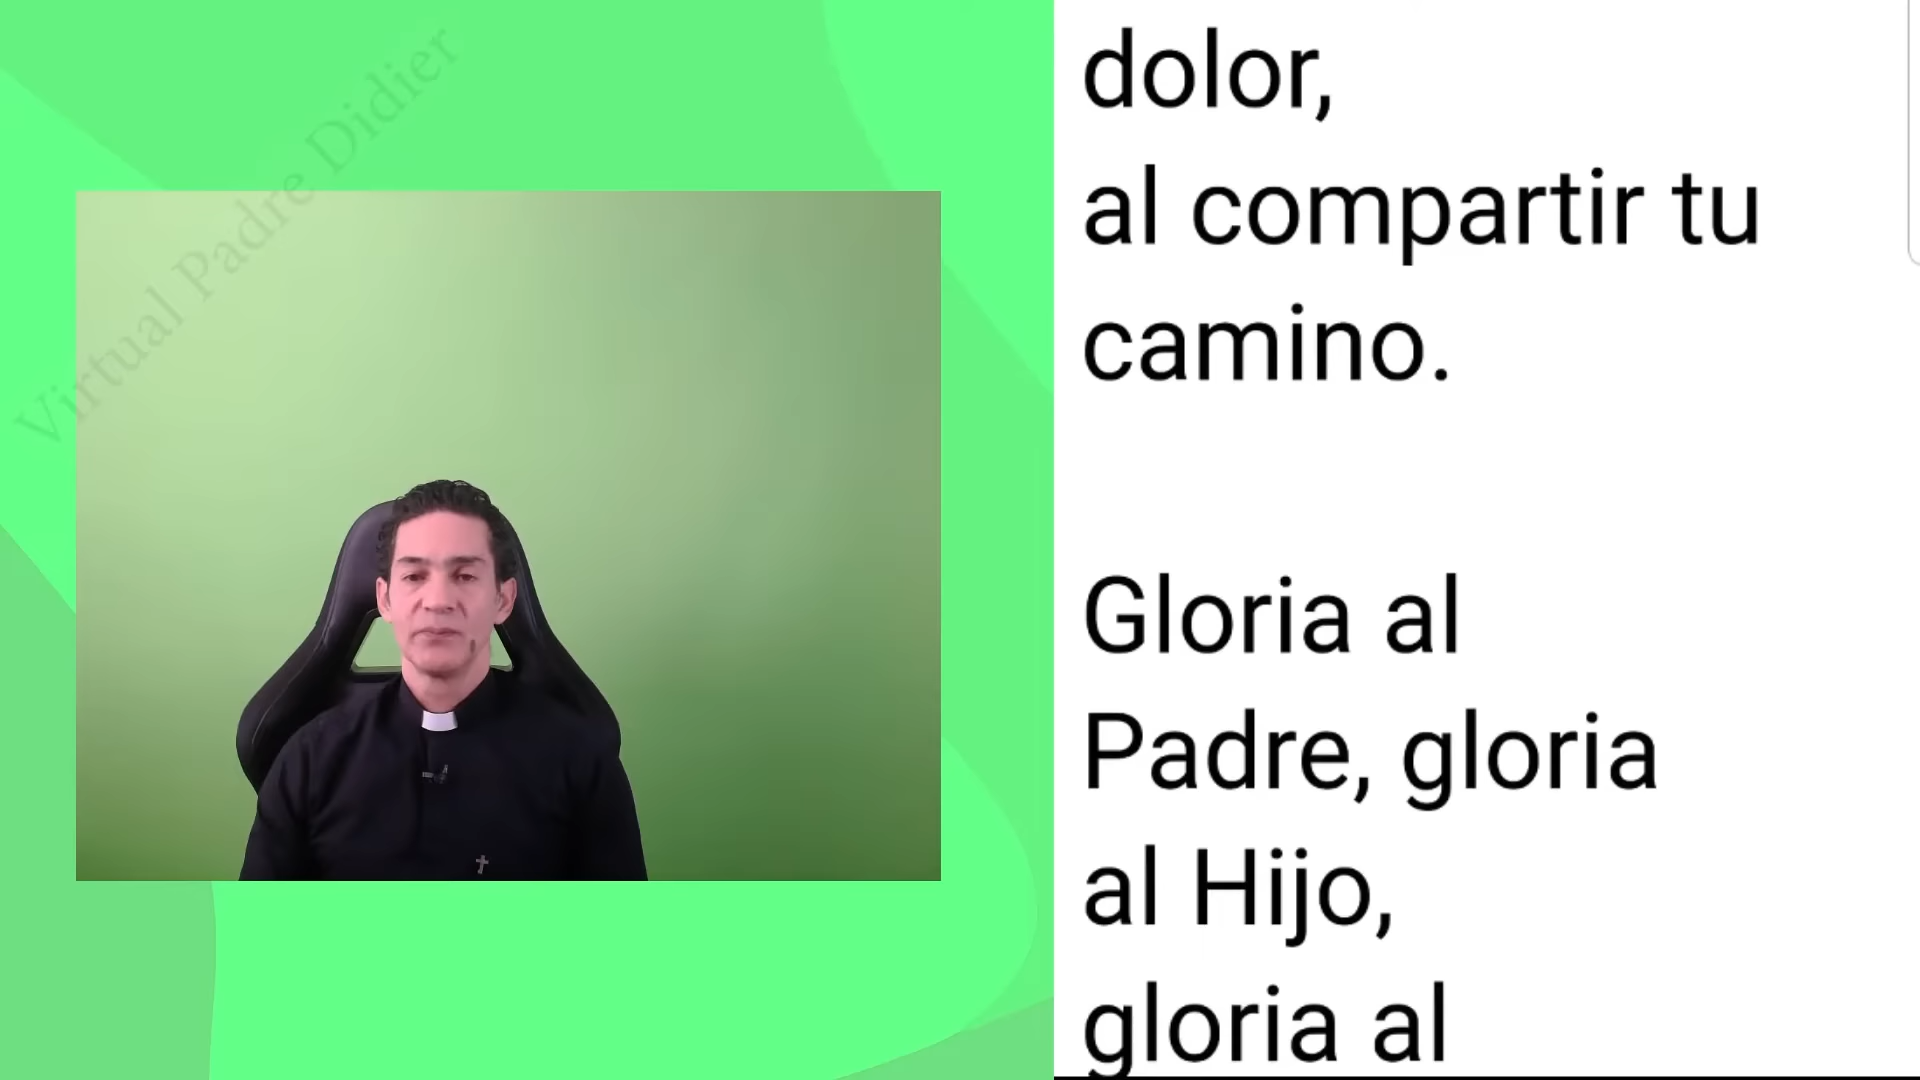 Virtual Padre Didier
dolor,
al compartir tu
camino.
Gloria al
Padre, gloria
al Hijo,
gloria al